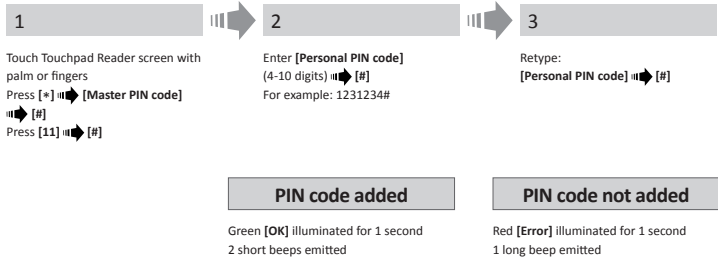 1
Touch Touchpad Reader screen with
palm or fingers
Press [*] [Master PIN code]
[#]
Press [11] [#]
2
Enter [Personal PIN code]
(4-10 digits) [#]
For example: 1231234#
3
Retype:
[Personal PIN code] [#]
PIN code added
Green [OK] illuminated for 1 second
2 short beeps emitted
PIN code not added
Red [Error] illuminated for 1 second
1 long beep emitted